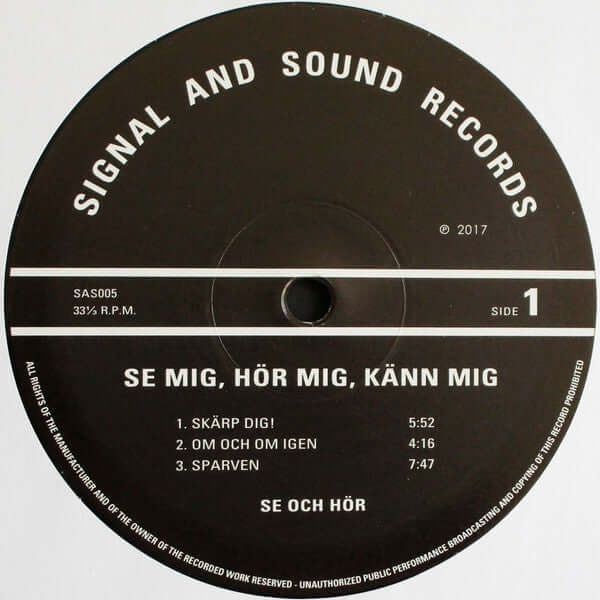 SIGNAL AND SOUND RECORDS
℗ 2017
SAS005
33⅓ R.P.M.
SIDE 1
SE MIG, HÖR MIG, KÄNN MIG
1. SKÄRP DIG! 5:52
2. OM OCH OM IGEN 4:16
3. SPARVEN 7:47
SE OCH HÖR
ALL RIGHTS OF THE MANUFACTURER AND OF THE OWNER OF THE RECORDED WORK RESERVED - UNAUTHORIZED PUBLIC PERFORMANCE BROADCASTING AND COPYING OF THIS RECORD PROHIBITED